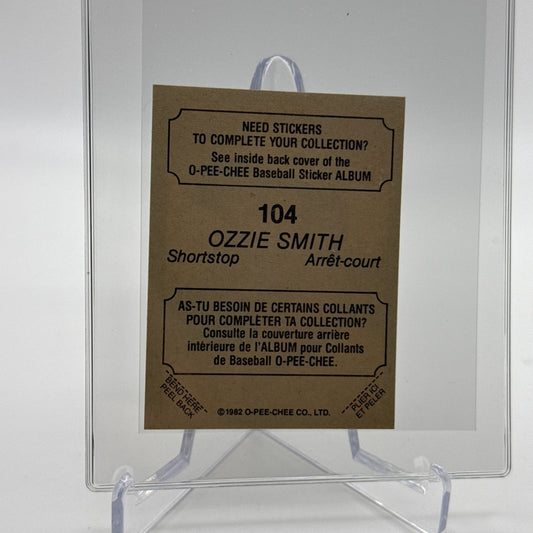 NEED STICKERS
TO COMPLETE YOUR COLLECTION?
See inside back cover of the
O-PEE-CHEE Baseball Sticker ALBUM
104
OZZIE SMITH
Shortstop Arrêt-court
AS-TU BESOIN DE CERTAINS COLLANTS
POUR COMPLÈTER TA COLLECTION?
Consulte la couverture arrière
intérieure de l'ALBUM pour Collants
de Baseball O-PEE-CHEE.
BEND HERE
PEEL BACK
PLIER ICI
ET PELER
©1982 O-PEE-CHEE CO., LTD.